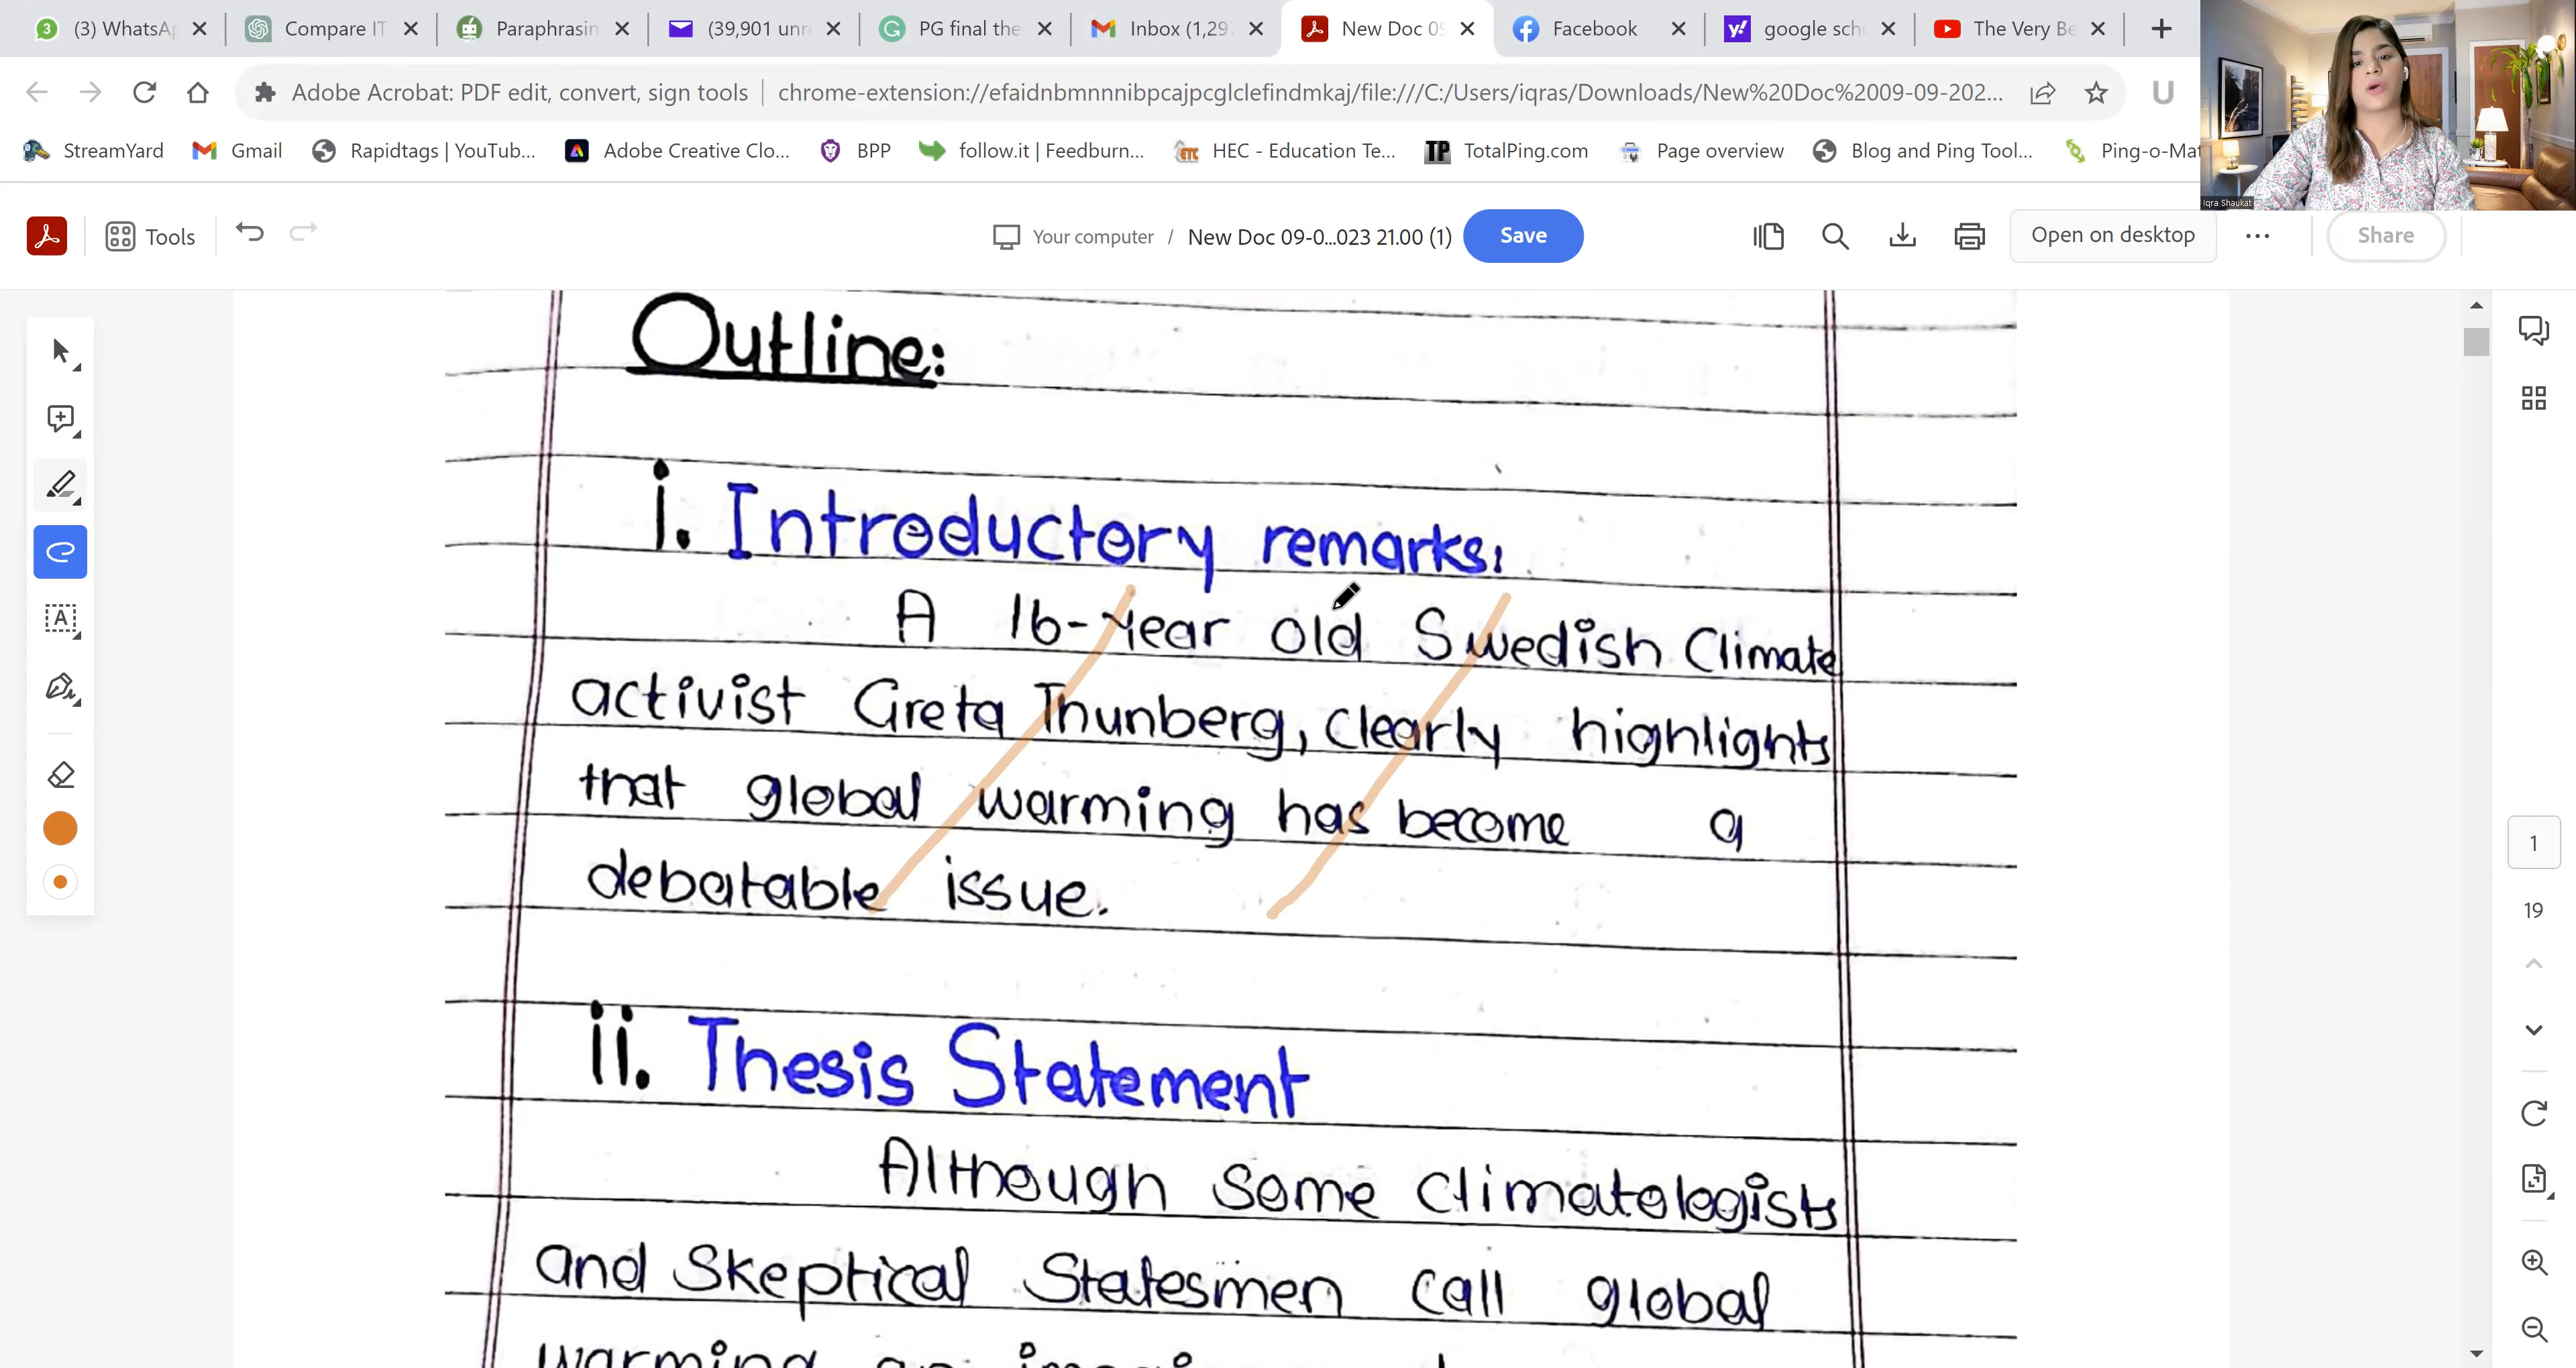 (3) WhatsA
Compare IT
Paraphrasin
(39,901 unr
PG final the
Inbox (1,29
New Doc 09
Facebook
google sch
The Very Be
Adobe Acrobat: PDF edit, convert, sign tools
chrome-extension://efaidnbmnnnibpcajpcglclefindmkaj/file:///C:/Users/iqras/Downloads/New%20Doc%2009-09-202...
StreamYard
Gmail
Rapidtags | YouTub...
Adobe Creative Clo...
BPP
follow.it | Feedburn...
HEC - Education Te...
TotalPing.com
Page overview
Blog and Ping Tool...
Ping-o-Mat
Iqra Shaukat
Tools
Your computer / New Doc 09-0...023 21.00 (1)
Save
Open on desktop
Share
Outline:
i. Introductory remarks:
A 16-year old Swedish Climate
activist Greta Thunberg, clearly highlights
that global warming has become a
debatable issue.
ii. Thesis Statement
Although some climatologists
and Skeptical Statesmen call global
1
19